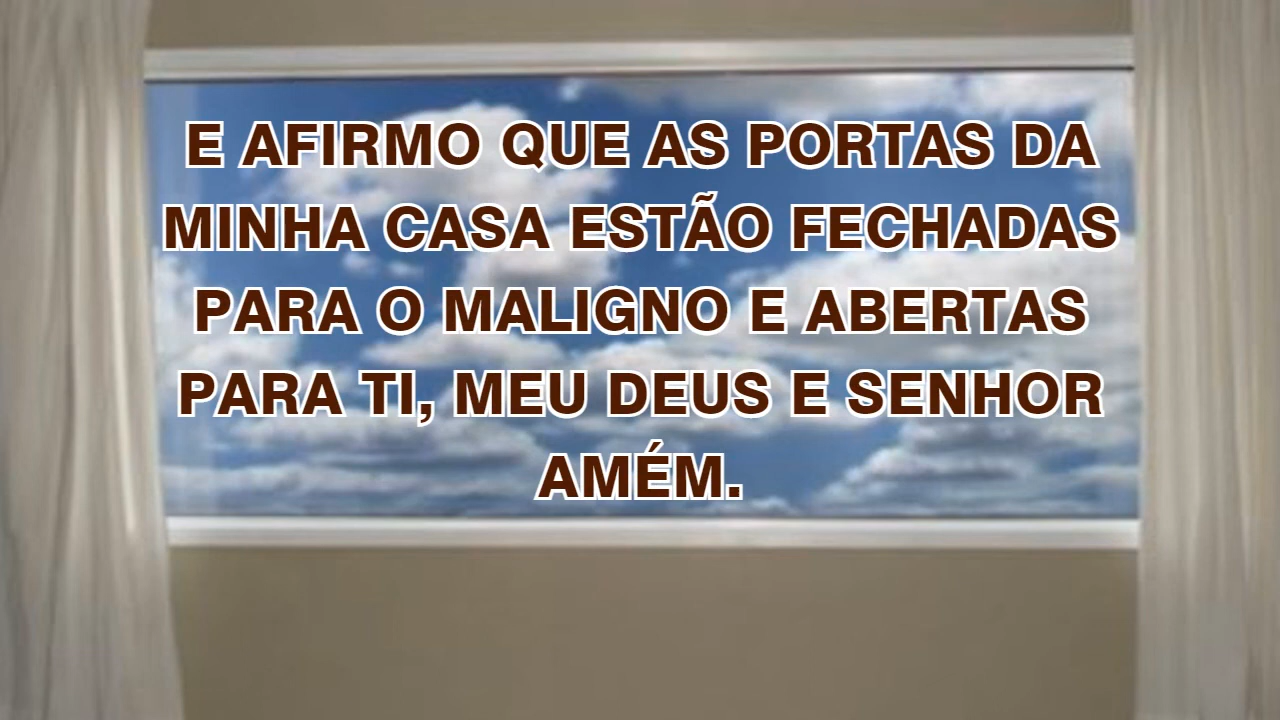 E AFIRMO QUE AS PORTAS DA
MINHA CASA ESTÃO FECHADAS
PARA O MALIGNO E ABERTAS
PARA TI, MEU DEUS E SENHOR
AMÉM.